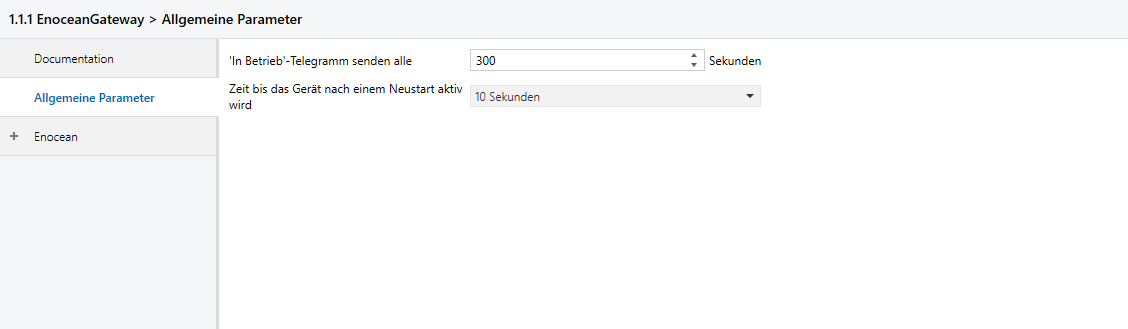 1.1.1 EnoceanGateway > Allgemeine Parameter
Documentation
Allgemeine Parameter
+ Enocean
'In Betrieb'-Telegramm senden alle 300 Sekunden
Zeit bis das Gerät nach einem Neustart aktiv
wird
10 Sekunden